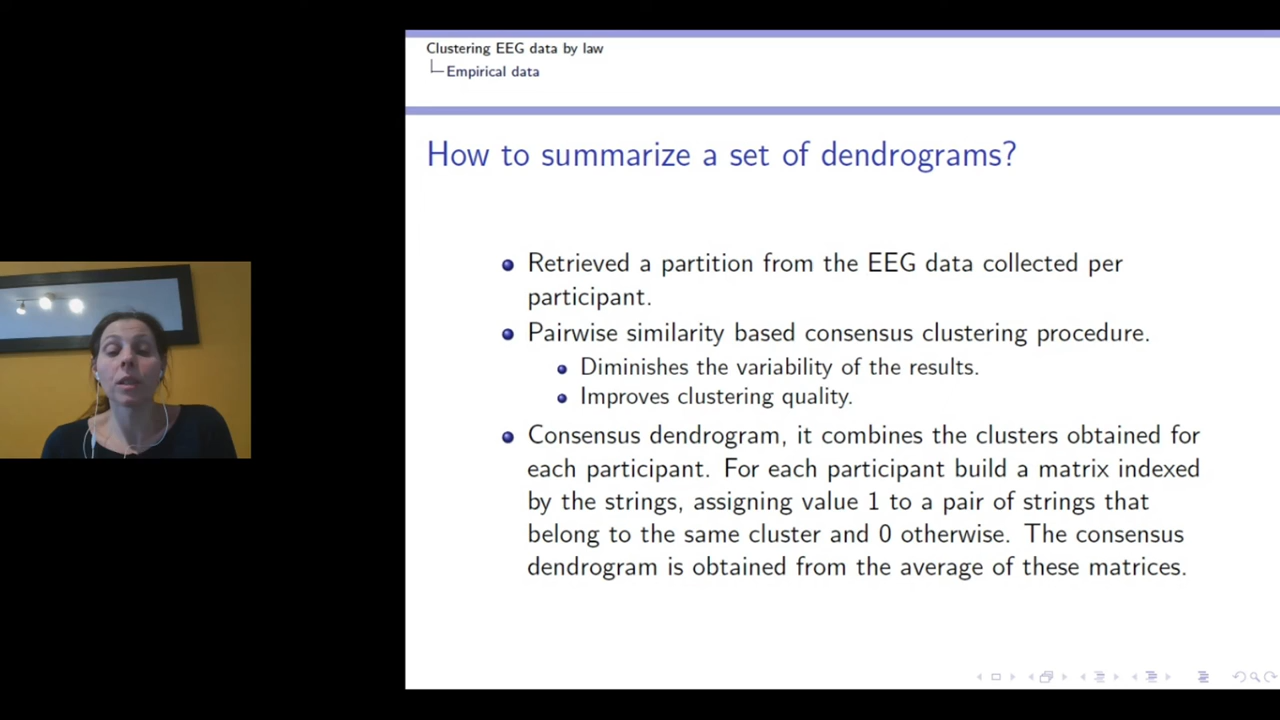 Clustering EEG data by law
Empirical data
How to summarize a set of dendrograms?
Retrieved a partition from the EEG data collected per
participant.
Pairwise similarity based consensus clustering procedure.
Diminishes the variability of the results.
Improves clustering quality.
Consensus dendrogram, it combines the clusters obtained for
each participant. For each participant build a matrix indexed
by the strings, assigning value 1 to a pair of strings that
belong to the same cluster and 0 otherwise. The consensus
dendrogram is obtained from the average of these matrices.